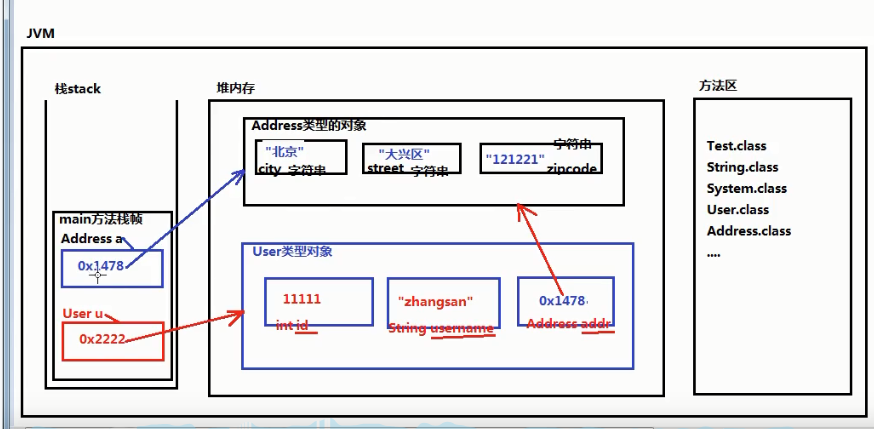 JVM
栈stack
堆内存
方法区
Address类型的对象
"北京"
city 字符串
"大兴区"
street 字符串
字符串
"121221"
zipcode
main方法栈帧
Address a
0x1478
User u
0x2222
User类型对象
11111
int id
"zhangsan"
String username
0x1478
Address addr
Test.class
String.class
System.class
User.class
Address.class
....